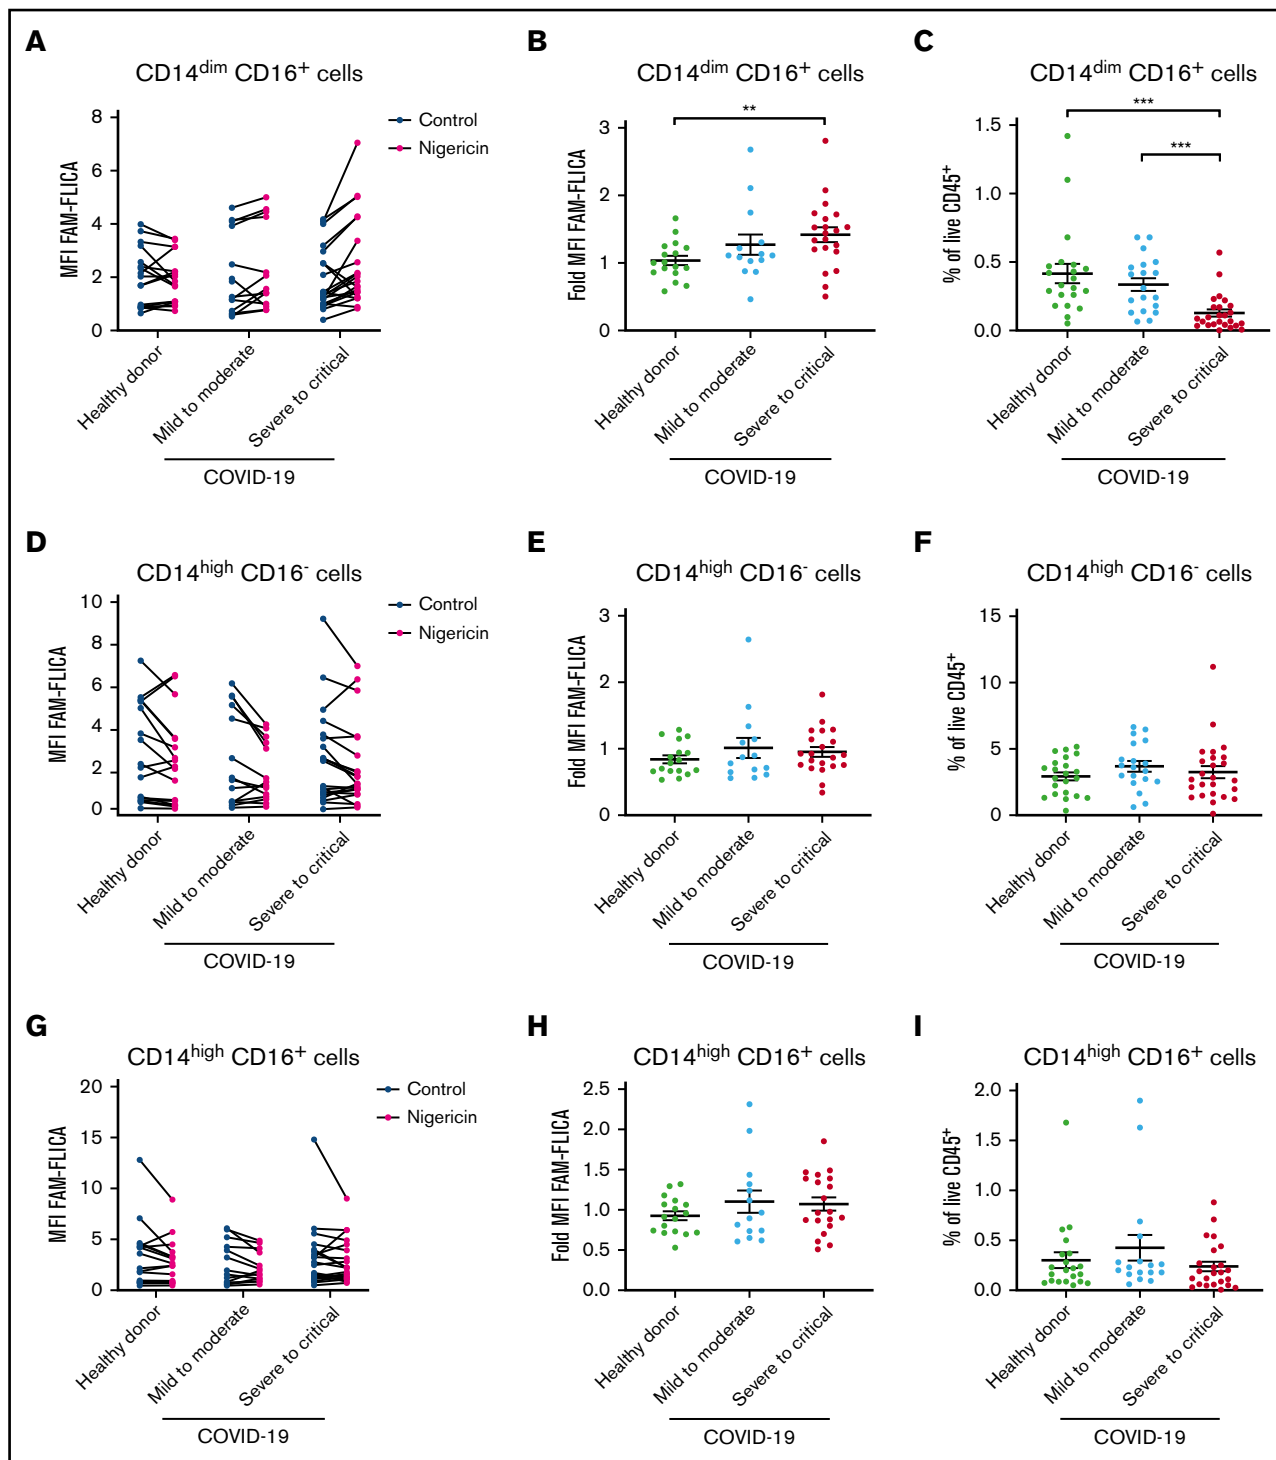 A
CD14dim CD16+ cells
MFI FAM-FLICA
8
6
4
2
0
Control
Nigericin
Healthy donor
Mild to moderate
Severe to critical
COVID-19
B
CD14dim CD16+ cells
Fold MFI FAM-FLICA
3
2
1
0
**
Healthy donor
Mild to moderate
Severe to critical
COVID-19
C
CD14dim CD16+ cells
% of live CD45+
1.5
1.0
0.5
0.0
***
***
Healthy donor
Mild to moderate
Severe to critical
COVID-19
D
CD14high CD16- cells
MFI FAM-FLICA
10
8
6
4
2
0
Control
Nigericin
Healthy donor
Mild to moderate
Severe to critical
COVID-19
E
CD14high CD16- cells
Fold MFI FAM-FLICA
3
2
1
0
Healthy donor
Mild to moderate
Severe to critical
COVID-19
F
CD14high CD16- cells
% of live CD45+
15
10
5
0
Healthy donor
Mild to moderate
Severe to critical
COVID-19
G
CD14high CD16+ cells
MFI FAM-FLICA
20
15
10
5
0
Control
Nigericin
Healthy donor
Mild to moderate
Severe to critical
COVID-19
H
CD14high CD16+ cells
Fold MFI FAM-FLICA
2.5
2.0
1.5
1.0
0.5
0.0
Healthy donor
Mild to moderate
Severe to critical
COVID-19
I
CD14high CD16+ cells
% of live CD45+
2.0
1.5
1.0
0.5
0.0
Healthy donor
Mild to moderate
Severe to critical
COVID-19